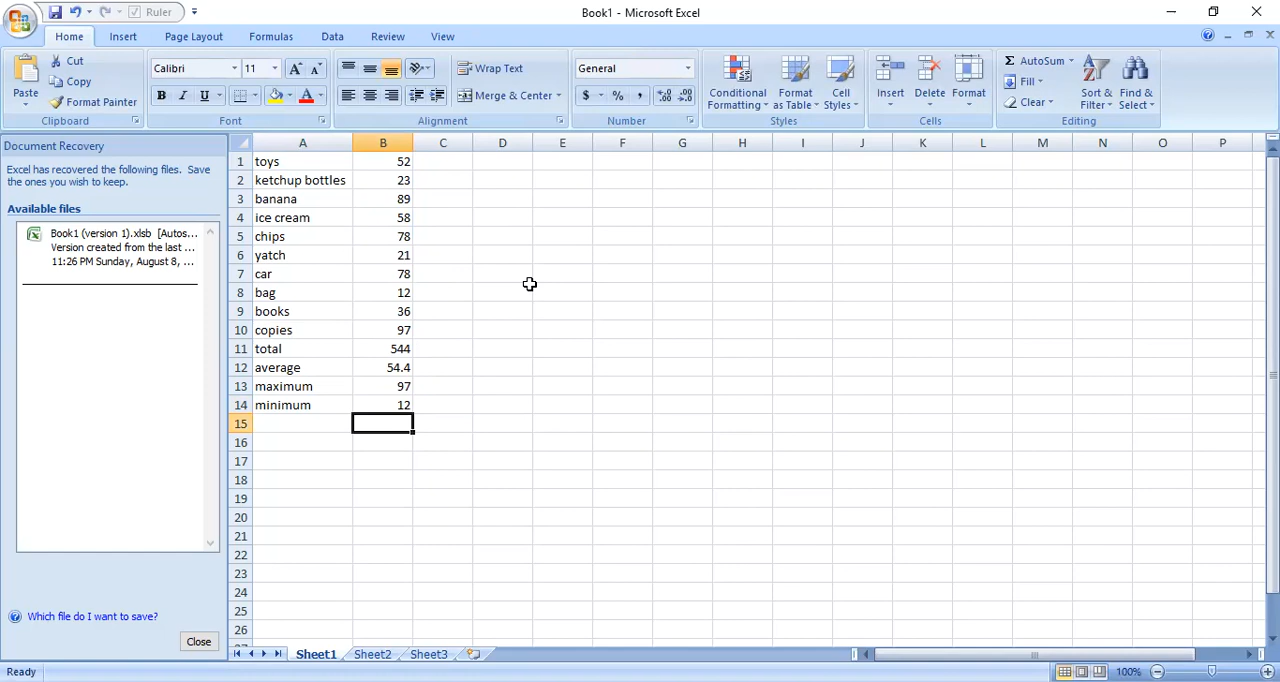 Ruler
Book1 - Microsoft Excel
Home Insert Page Layout Formulas Data Review View
Paste
Cut
Copy
Format Painter
Clipboard
Calibri 11
B I U
Font
Wrap Text
Merge & Center
Alignment
General
$ % ,
Number
Conditional Formatting
Format as Table
Cell Styles
Styles
Insert Delete Format
Cells
Σ AutoSum
Fill
Clear
Sort & Filter
Find & Select
Editing
Document Recovery
Excel has recovered the following files. Save
the ones you wish to keep.
Available files
Book1 (version 1).xlsb [Autos...
Version created from the last ...
11:26 PM Sunday, August 8, ...
Which file do I want to save?
Close
A B C D E F G H I J K L M N O P
1 toys 52
2 ketchup bottles 23
3 banana 89
4 ice cream 58
5 chips 78
6 yatch 21
7 car 78
8 bag 12
9 books 36
10 copies 97
11 total 544
12 average 54.4
13 maximum 97
14 minimum 12
15
16
17
18
19
20
21
22
23
24
25
26
Sheet1 Sheet2 Sheet3
Ready
100%